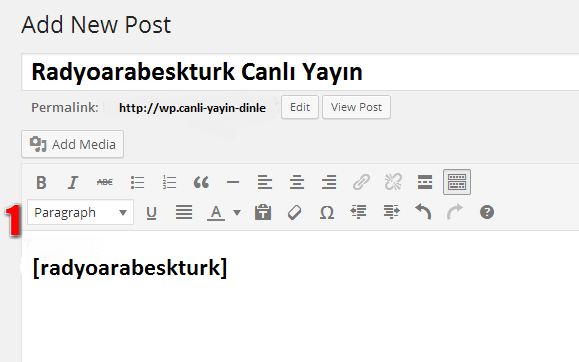 Add New Post
Radyoarabeskturk Canlı Yayın
Permalink: http://wp.canli-yayin-dinle Edit View Post
Add Media
B I ABC
1 Paragraph U A T Ω ?
[radyoarabeskturk]